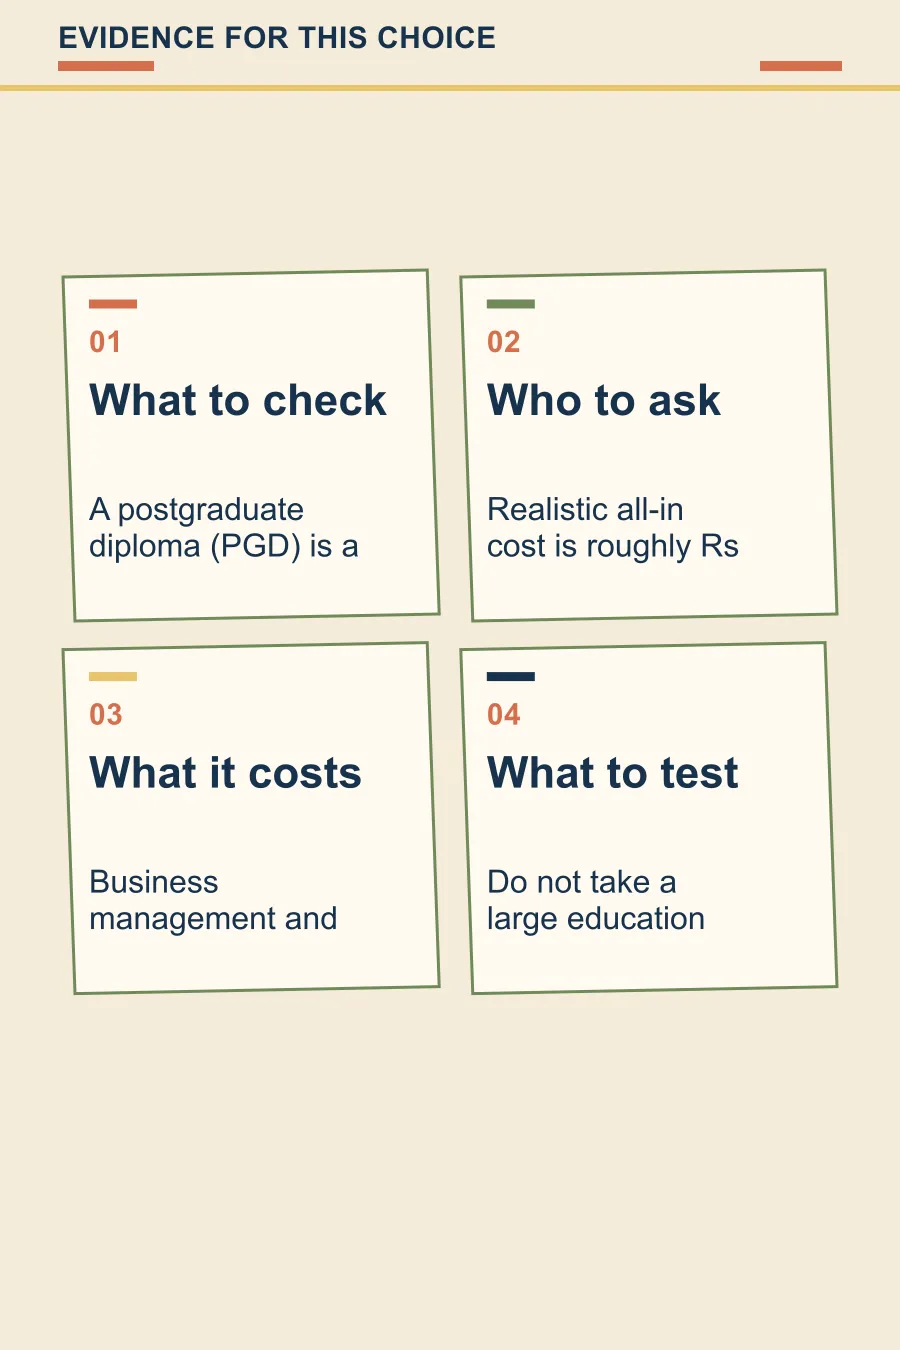 EVIDENCE FOR THIS CHOICE
01
What to check
A postgraduate
diploma (PGD) is a
02
Who to ask
Realistic all-in
cost is roughly Rs
03
What it costs
Business
management and
04
What to test
Do not take a
large education